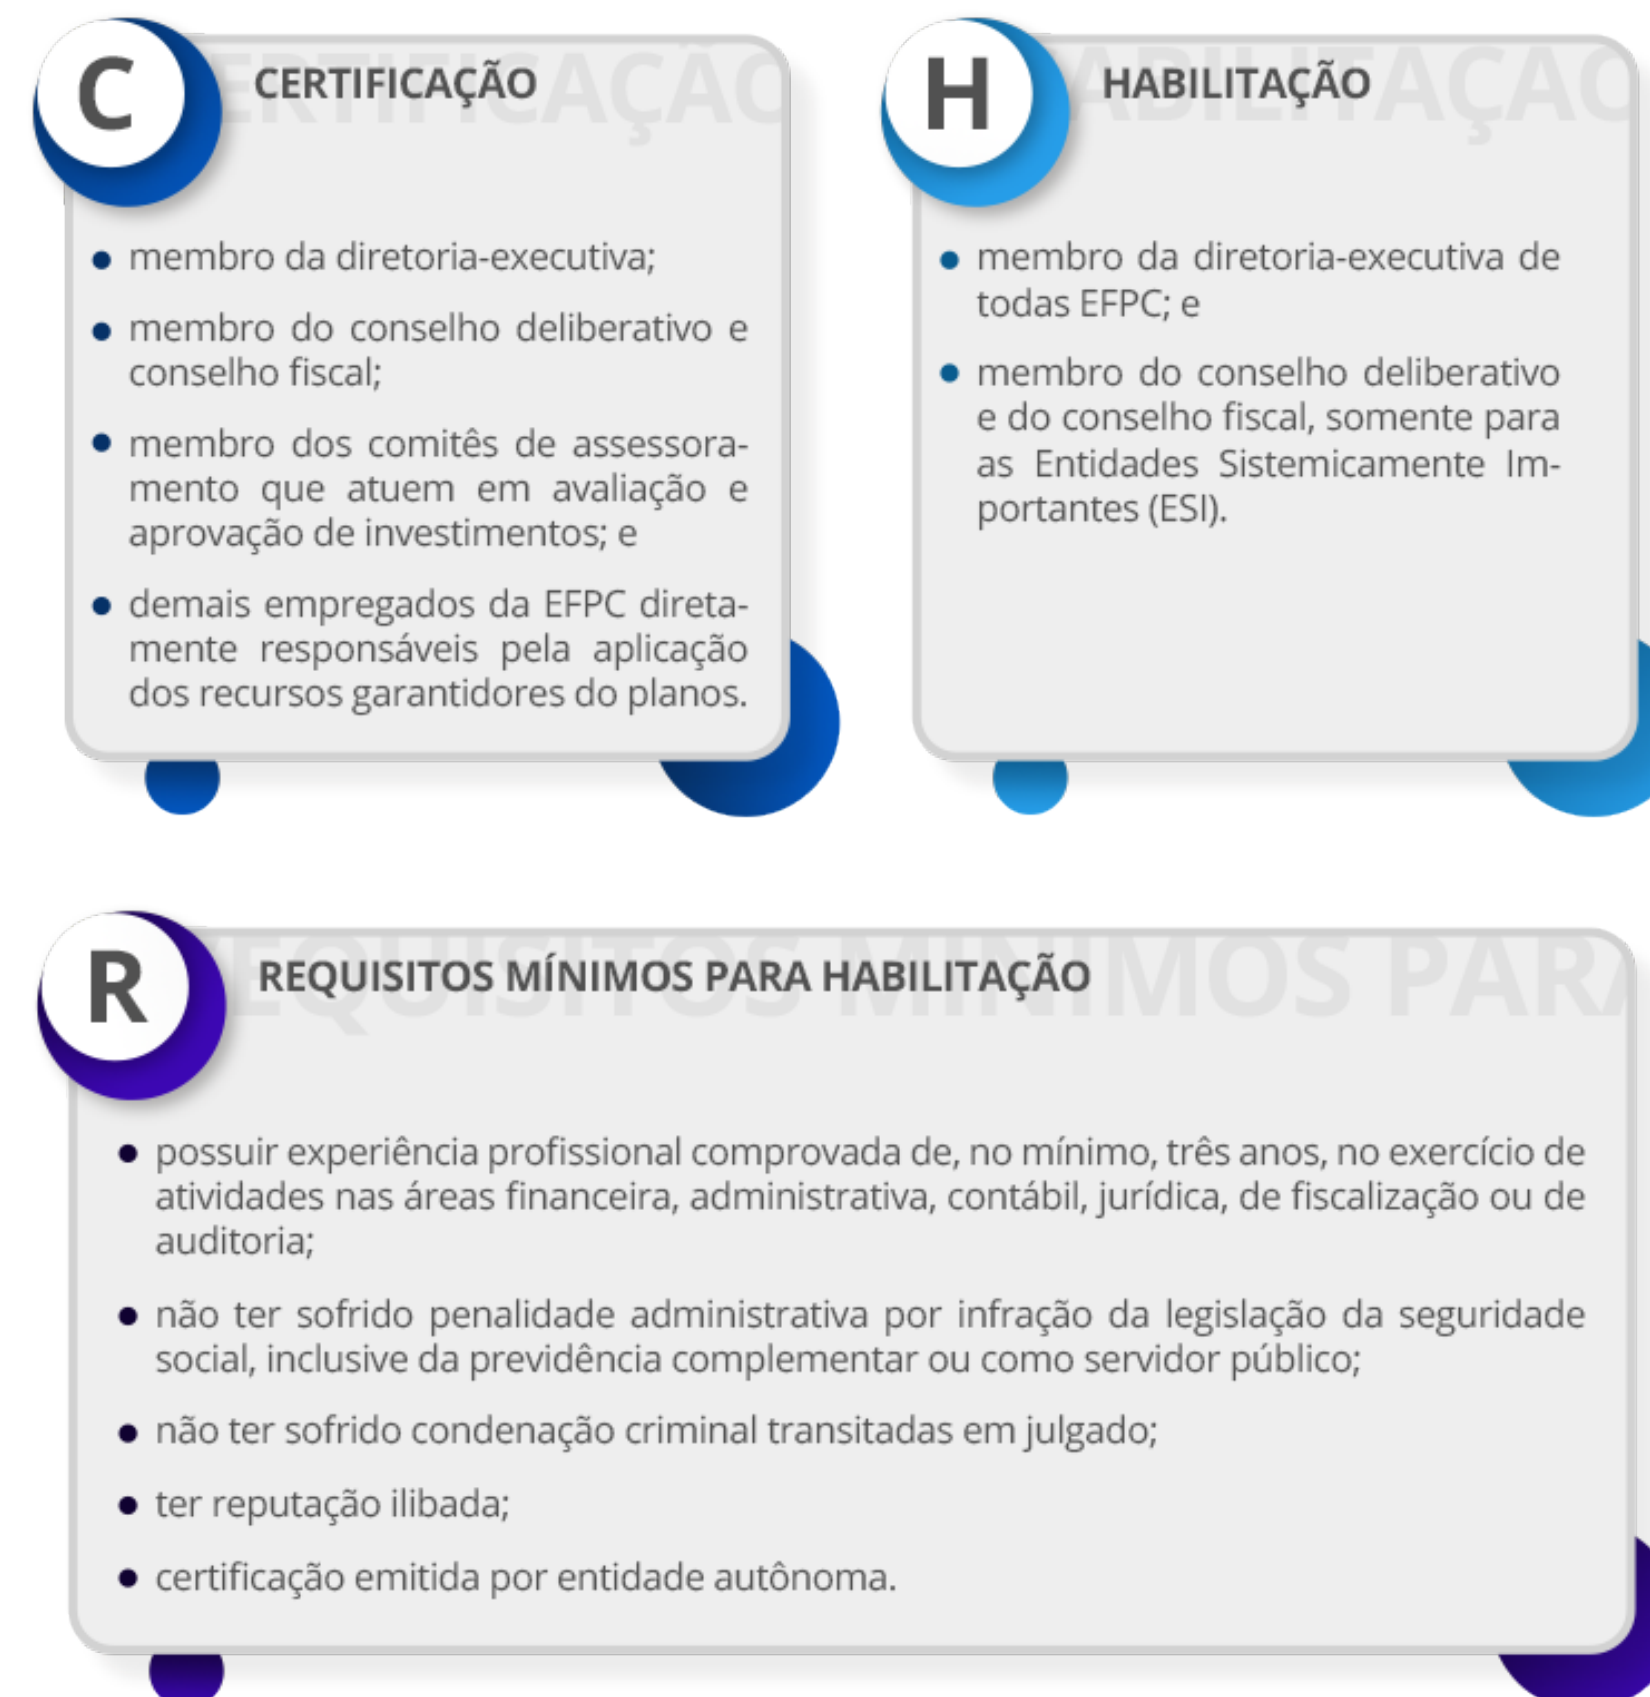 C
ERTIFICAÇÃO
CERTIFICAÇÃO
membro da diretoria-executiva;
membro do conselho deliberativo e
conselho fiscal;
membro dos comitês de assessora-
mento que atuem em avaliação e
aprovação de investimentos; e
demais empregados da EFPC direta-
mente responsáveis pela aplicação
dos recursos garantidores do planos.
H
ABILITAÇÃO
HABILITAÇÃO
membro da diretoria-executiva de
todas EFPC; e
membro do conselho deliberativo
e do conselho fiscal, somente para
as Entidades Sistemicamente Im-
portantes (ESI).
R
EQUISITOS MÍNIMOS PARA
REQUISITOS MÍNIMOS PARA HABILITAÇÃO
possuir experiência profissional comprovada de, no mínimo, três anos, no exercício de
atividades nas áreas financeira, administrativa, contábil, jurídica, de fiscalização ou de
auditoria;
não ter sofrido penalidade administrativa por infração da legislação da seguridade
social, inclusive da previdência complementar ou como servidor público;
não ter sofrido condenação criminal transitadas em julgado;
ter reputação ilibada;
certificação emitida por entidade autônoma.